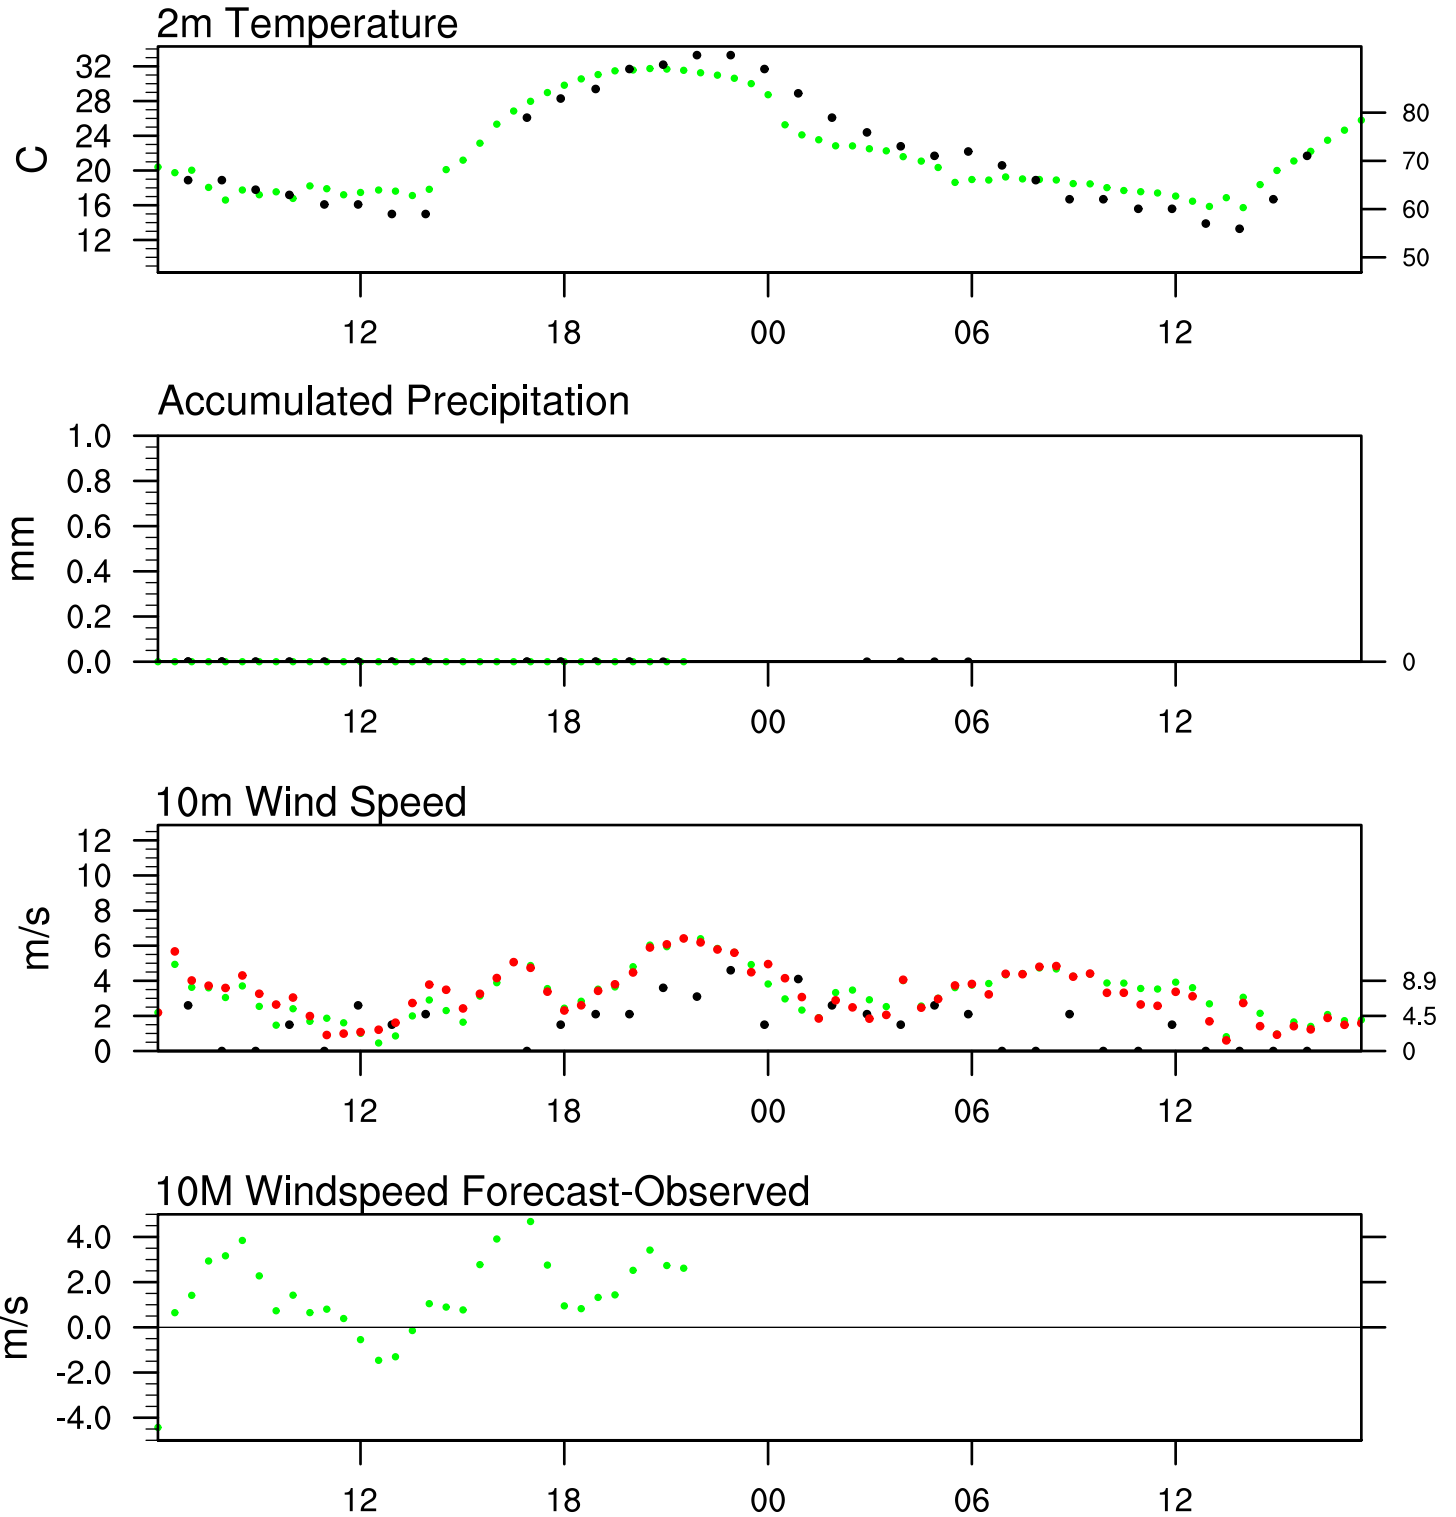 2m Temperature
32
28
24
20
16
12
C
80
70
60
50
12 18 00 06 12
Accumulated Precipitation
1.0
0.8
0.6
0.4
0.2
0.0
mm
0
12 18 00 06 12
10m Wind Speed
12
10
8
6
4
2
0
m/s
8.9
4.5
0
12 18 00 06 12
10M Windspeed Forecast-Observed
4.0
2.0
0.0
-2.0
-4.0
m/s
12 18 00 06 12